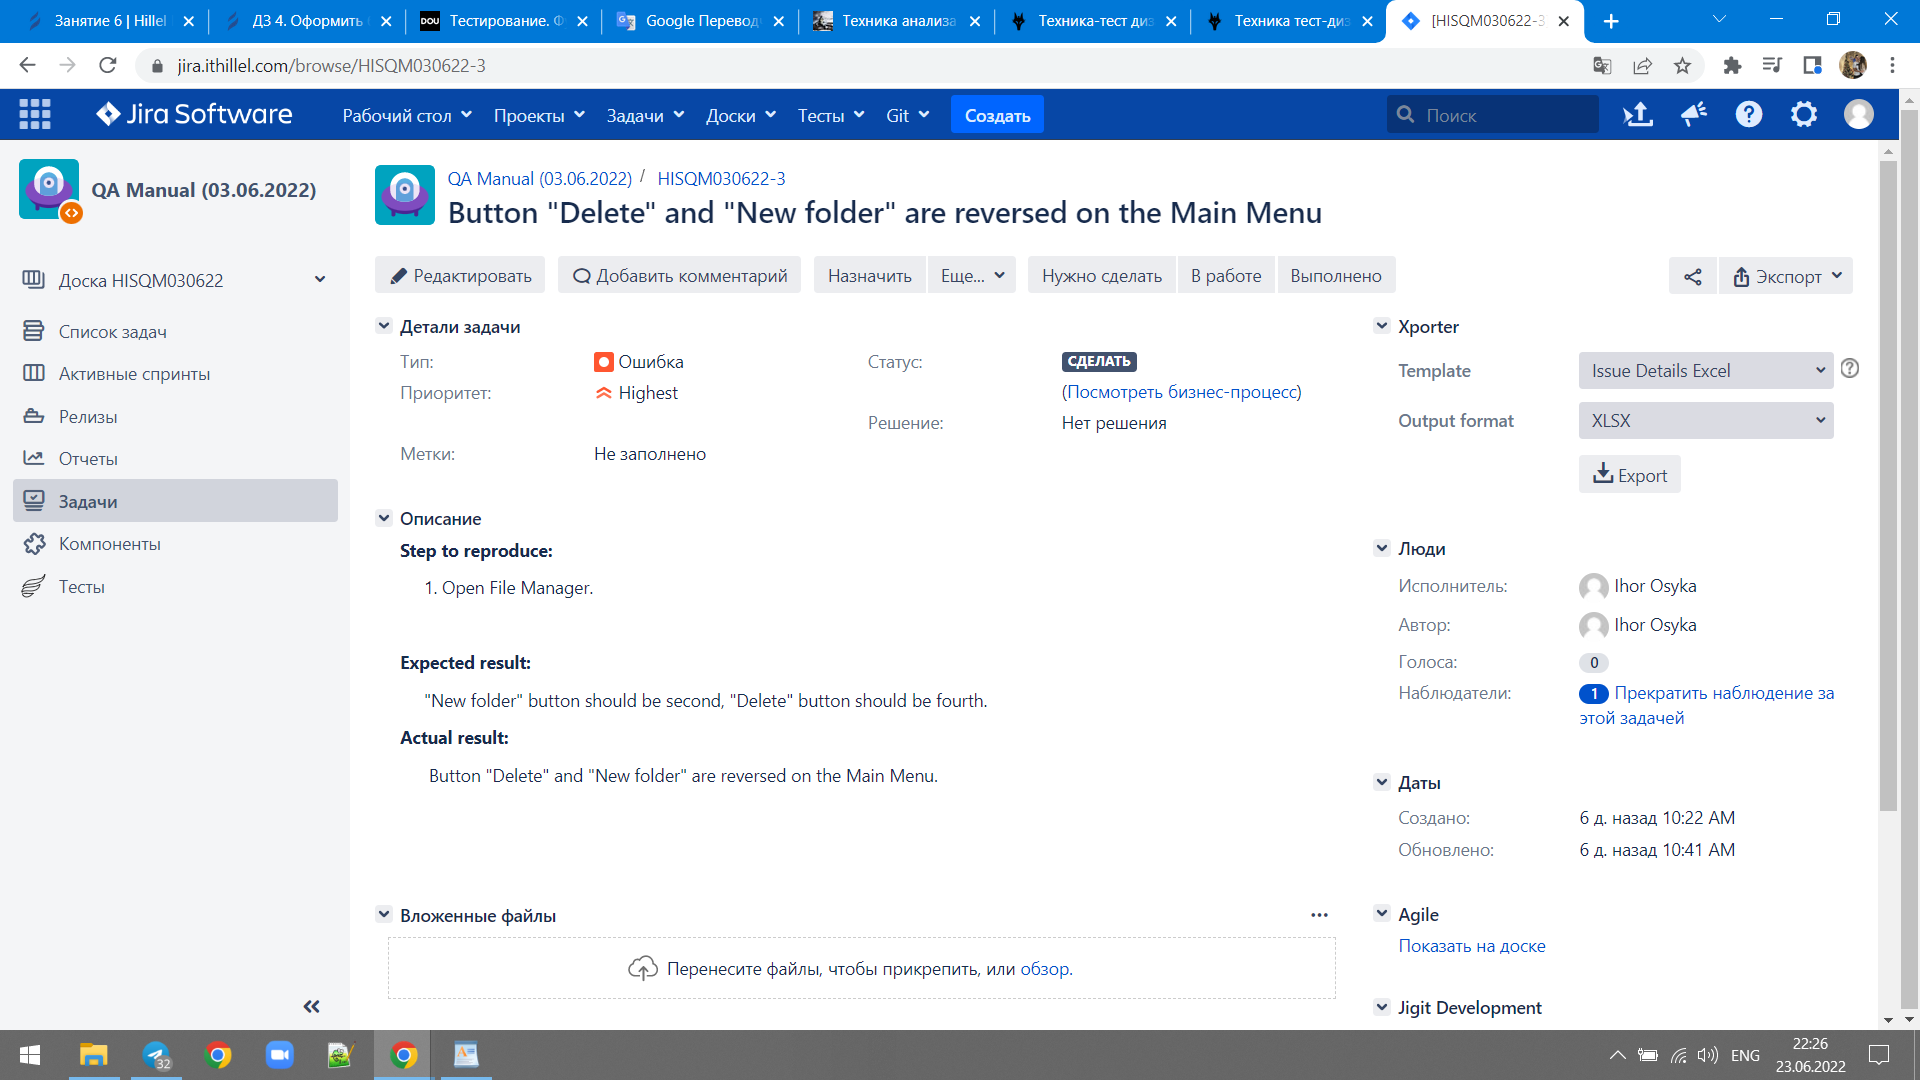 Занятие 6 | Hillel
ДЗ 4. Оформить
DOU Тестирование. Ф
Google Перевод
Техника анализа
Техника-тест диз
Техника тест-диз
[HISQM030622-3
jira.ithillel.com/browse/HISQM030622-3
Jira Software
Рабочий стол
Проекты
Задачи
Доски
Тесты
Git
Создать
Поиск
QA Manual (03.06.2022)
Доска HISQM030622
Список задач
Активные спринты
Релизы
Отчеты
Задачи
Компоненты
Тесты
QA Manual (03.06.2022) / HISQM030622-3
Button "Delete" and "New folder" are reversed on the Main Menu
Редактировать
Добавить комментарий
Назначить
Еще...
Нужно сделать
В работе
Выполнено
Экспорт
Детали задачи
Тип: Ошибка
Статус: СДЕЛАТЬ
Приоритет: Highest
(Посмотреть бизнес-процесс)
Решение: Нет решения
Метки: Не заполнено
Описание
Step to reproduce:
1. Open File Manager.
Expected result:
"New folder" button should be second, "Delete" button should be fourth.
Actual result:
Button "Delete" and "New folder" are reversed on the Main Menu.
Вложенные файлы
Перенесите файлы, чтобы прикрепить, или обзор.
Xporter
Template Issue Details Excel
Output format XLSX
Export
Люди
Исполнитель: Ihor Osyka
Автор: Ihor Osyka
Голоса: 0
Наблюдатели: 1 Прекратить наблюдение за
этой задачей
Даты
Создано: 6 д. назад 10:22 AM
Обновлено: 6 д. назад 10:41 AM
Agile
Показать на доске
Jigit Development
32
ENG
22:26
23.06.2022